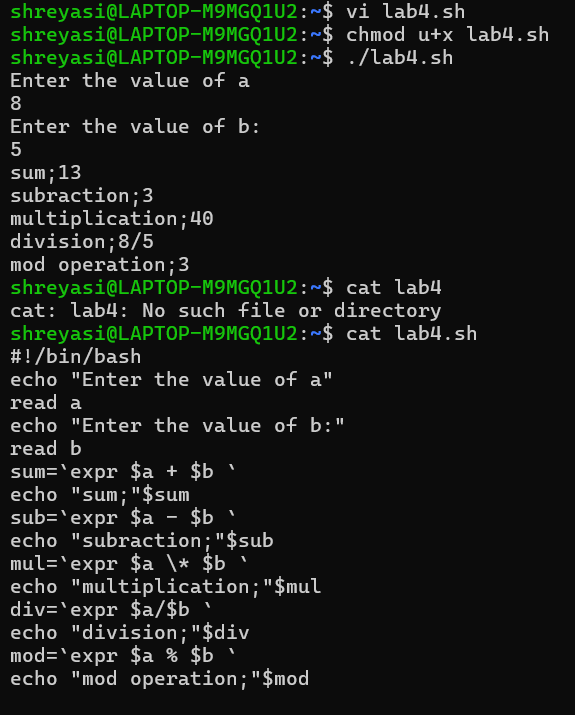 shreyasi@LAPTOP-M9MGQ1U2:~$ vi lab4.sh
shreyasi@LAPTOP-M9MGQ1U2:~$ chmod u+x lab4.sh
shreyasi@LAPTOP-M9MGQ1U2:~$ ./lab4.sh
Enter the value of a
8
Enter the value of b:
5
sum;13
subraction;3
multiplication;40
division;8/5
mod operation;3
shreyasi@LAPTOP-M9MGQ1U2:~$ cat lab4
cat: lab4: No such file or directory
shreyasi@LAPTOP-M9MGQ1U2:~$ cat lab4.sh
#!/bin/bash
echo "Enter the value of a"
read a
echo "Enter the value of b:"
read b
sum=`expr $a + $b `
echo "sum;"$sum
sub=`expr $a - $b `
echo "subraction;"$sub
mul=`expr $a \* $b `
echo "multiplication;"$mul
div=`expr $a/$b `
echo "division;"$div
mod=`expr $a % $b `
echo "mod operation;"$mod